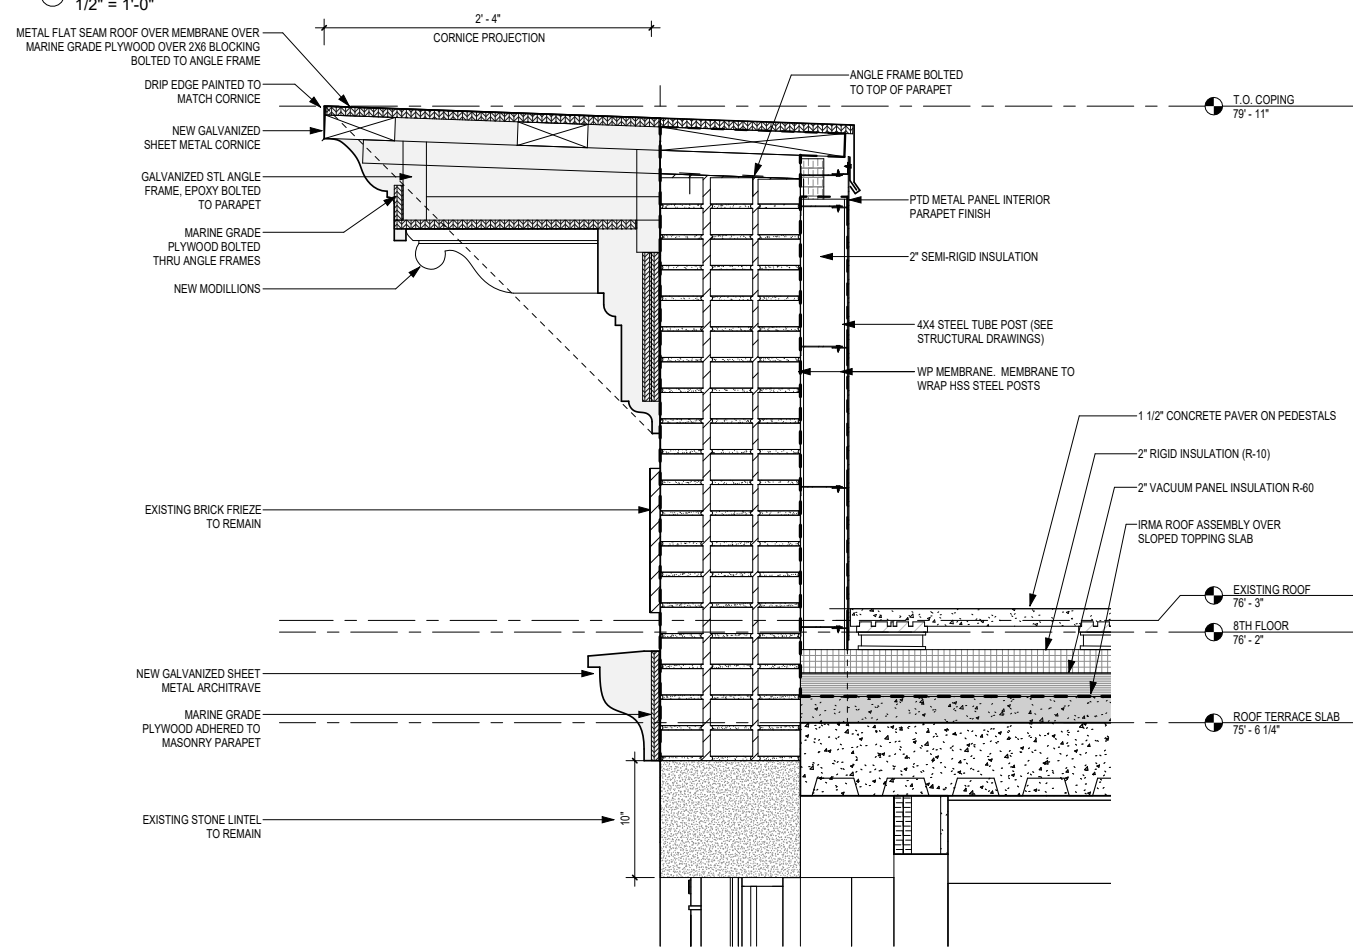 1/2" = 1'-0"
2' - 4"
CORNICE PROJECTION
METAL FLAT SEAM ROOF OVER MEMBRANE OVER
MARINE GRADE PLYWOOD OVER 2X6 BLOCKING
BOLTED TO ANGLE FRAME
DRIP EDGE PAINTED TO
MATCH CORNICE
NEW GALVANIZED
SHEET METAL CORNICE
GALVANIZED STL ANGLE
FRAME, EPOXY BOLTED
TO PARAPET
MARINE GRADE
PLYWOOD BOLTED
THRU ANGLE FRAMES
NEW MODILLIONS
EXISTING BRICK FRIEZE
TO REMAIN
NEW GALVANIZED SHEET
METAL ARCHITRAVE
MARINE GRADE
PLYWOOD ADHERED TO
MASONRY PARAPET
EXISTING STONE LINTEL
TO REMAIN
10"
ANGLE FRAME BOLTED
TO TOP OF PARAPET
PTD METAL PANEL INTERIOR
PARAPET FINISH
2" SEMI-RIGID INSULATION
4X4 STEEL TUBE POST (SEE
STRUCTURAL DRAWINGS)
WP MEMBRANE.  MEMBRANE TO
WRAP HSS STEEL POSTS
1 1/2" CONCRETE PAVER ON PEDESTALS
2" RIGID INSULATION (R-10)
2" VACUUM PANEL INSULATION R-60
IRMA ROOF ASSEMBLY OVER
SLOPED TOPPING SLAB
T.O. COPING
79' - 11"
EXISTING ROOF
76' - 3"
8TH FLOOR
76' - 2"
ROOF TERRACE SLAB
75' - 6 1/4"